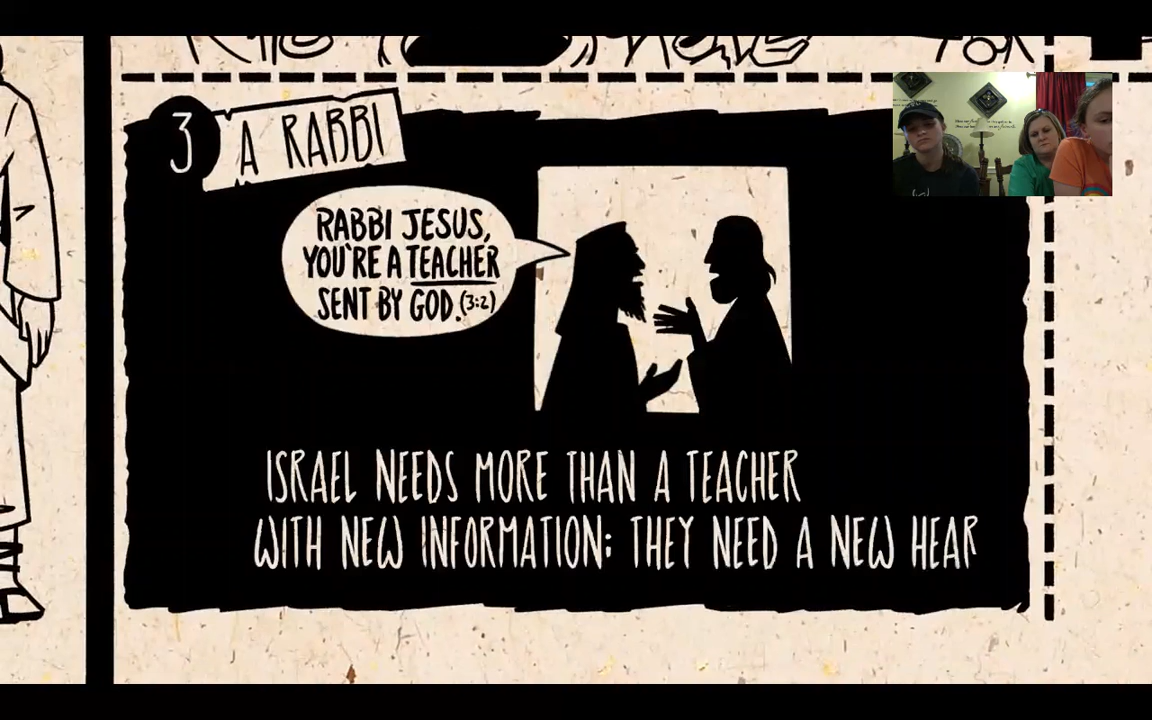 3 A RABBI
RABBI JESUS,
YOU'RE A TEACHER
SENT BY GOD. (3:2)
ISRAEL NEEDS MORE THAN A TEACHER
WITH NEW INFORMATION; THEY NEED A NEW HEAR